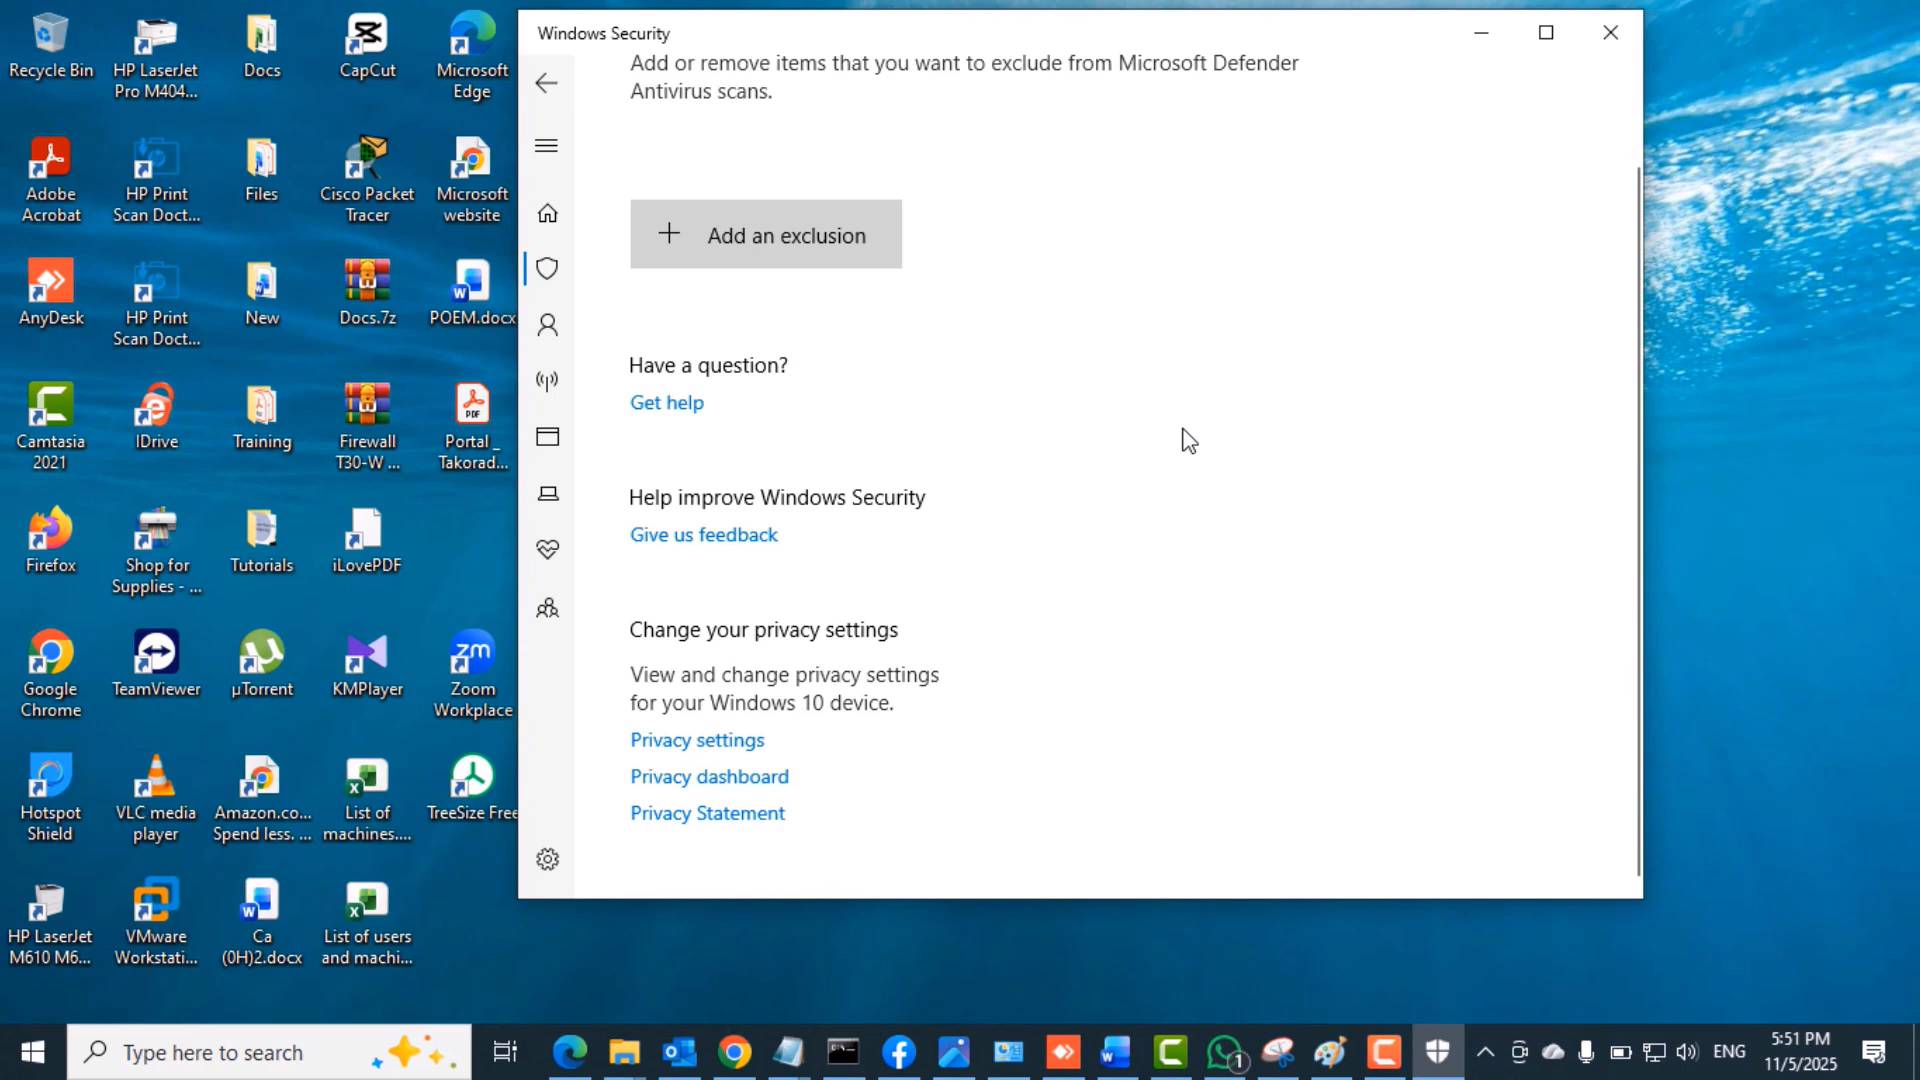 Recycle Bin
HP LaserJet
Pro M404...
Docs
CapCut
Microsoft
Edge
Adobe
Acrobat
HP Print
Scan Doct...
Files
Cisco Packet
Tracer
Microsoft
website
AnyDesk
HP Print
Scan Doct...
New
Docs.7z
POEM.docx
Camtasia
2021
IDrive
Training
Firewall
T30-W ...
PDF
Portal _
Takorad...
Firefox
Shop for
Supplies - ...
Tutorials
iLovePDF
Google
Chrome
TeamViewer
µTorrent
KMPlayer
zm
Zoom
Workplace
Hotspot
Shield
VLC media
player
Amazon.co...
Spend less. ...
List of
machines....
TreeSize Free
HP LaserJet
M610 M6...
VMware
Workstati...
Ca
(0H)2.docx
List of users
and machi...
Windows Security
Add or remove items that you want to exclude from Microsoft Defender
Antivirus scans.
Add an exclusion
Have a question?
Get help
Help improve Windows Security
Give us feedback
Change your privacy settings
View and change privacy settings
for your Windows 10 device.
Privacy settings
Privacy dashboard
Privacy Statement
Type here to search
1
ENG
5:51 PM
11/5/2025